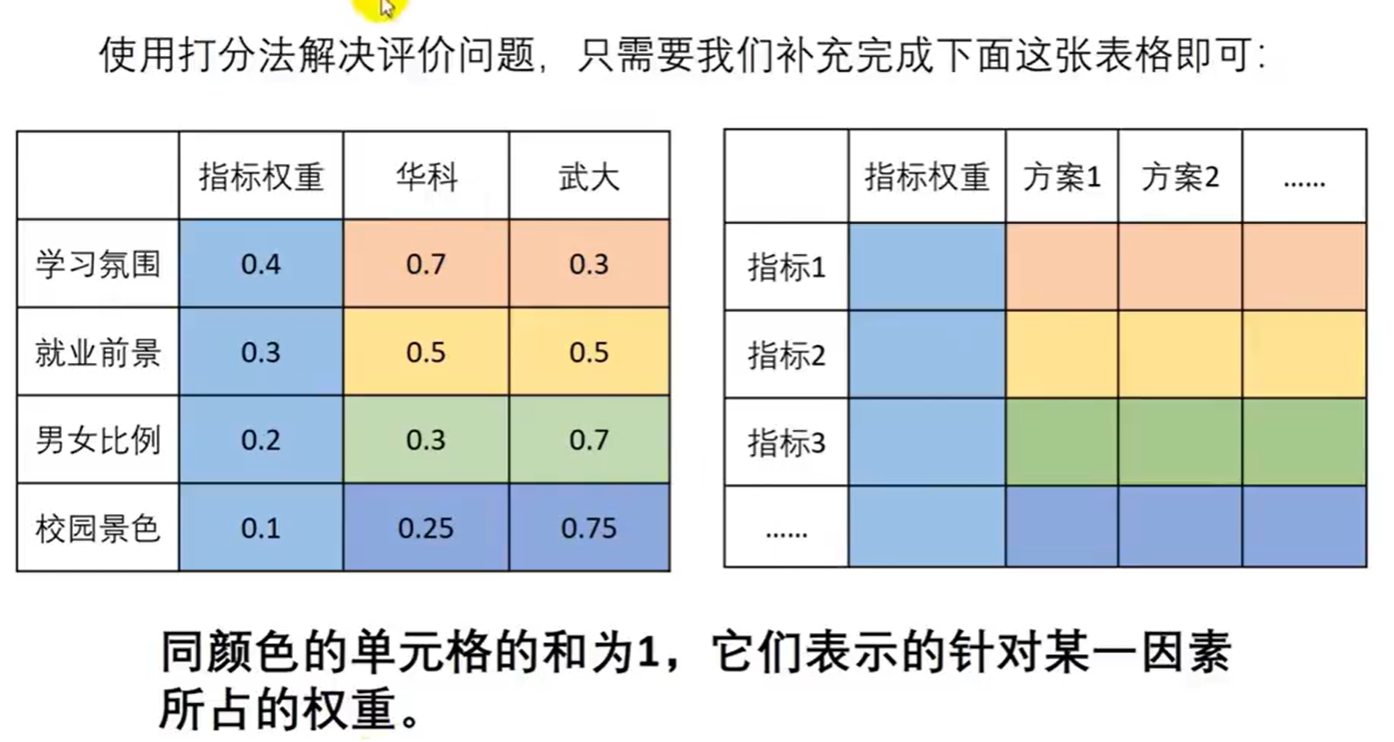 使用打分法解决评价问题，只需要我们补充完成下面这张表格即可：
指标权重 华科 武大
学习氛围 0.4 0.7 0.3
就业前景 0.3 0.5 0.5
男女比例 0.2 0.3 0.7
校园景色 0.1 0.25 0.75
指标权重 方案1 方案2 ……
指标1
指标2
指标3
……
同颜色的单元格的和为1，它们表示的针对某一因素
所占的权重。